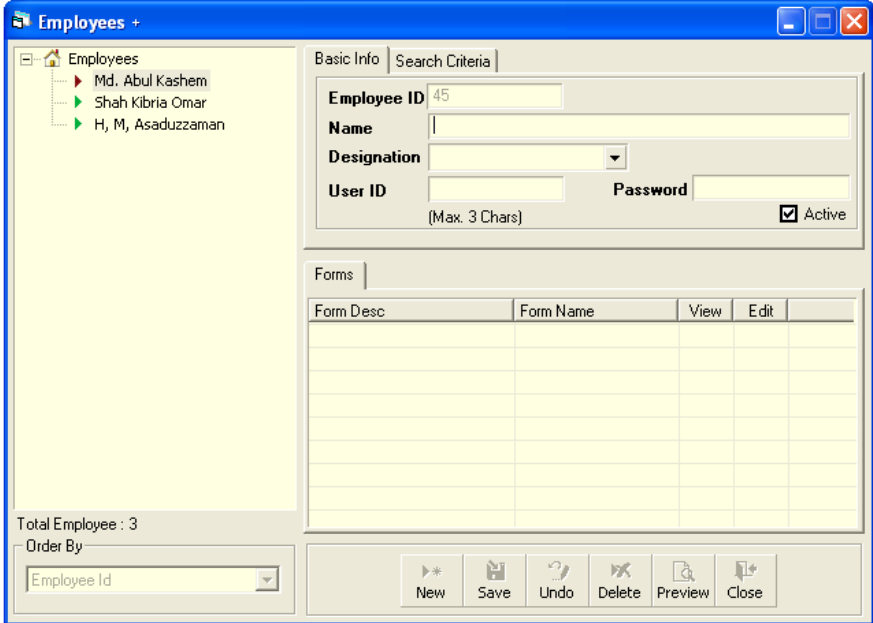 Employees +
Employees
Md. Abul Kashem
Shah Kibria Omar
H, M, Asaduzzaman
Total Employee : 3
Order By
Employee Id
Basic Info Search Criteria
Employee ID 45
Name
Designation
User ID Password
(Max. 3 Chars) Active
Forms
Form Desc Form Name View Edit
New Save Undo Delete Preview Close